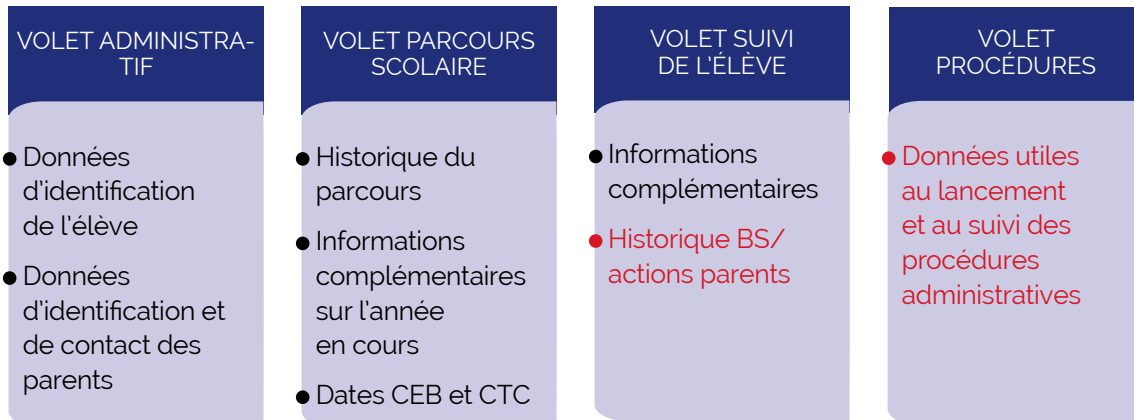 VOLET ADMINISTRA-
TIF
● Données
d'identification
de l'élève
● Données
d'identification et
de contact des
parents
VOLET PARCOURS
SCOLAIRE
● Historique du
parcours
● Informations
complémentaires
sur l'année
en cours
● Dates CEB et CTC
VOLET SUIVI
DE L'ÉLÈVE
● Informations
complémentaires
● Historique BS/
actions parents
VOLET
PROCÉDURES
● Données utiles
au lancement
et au suivi des
procédures
administratives